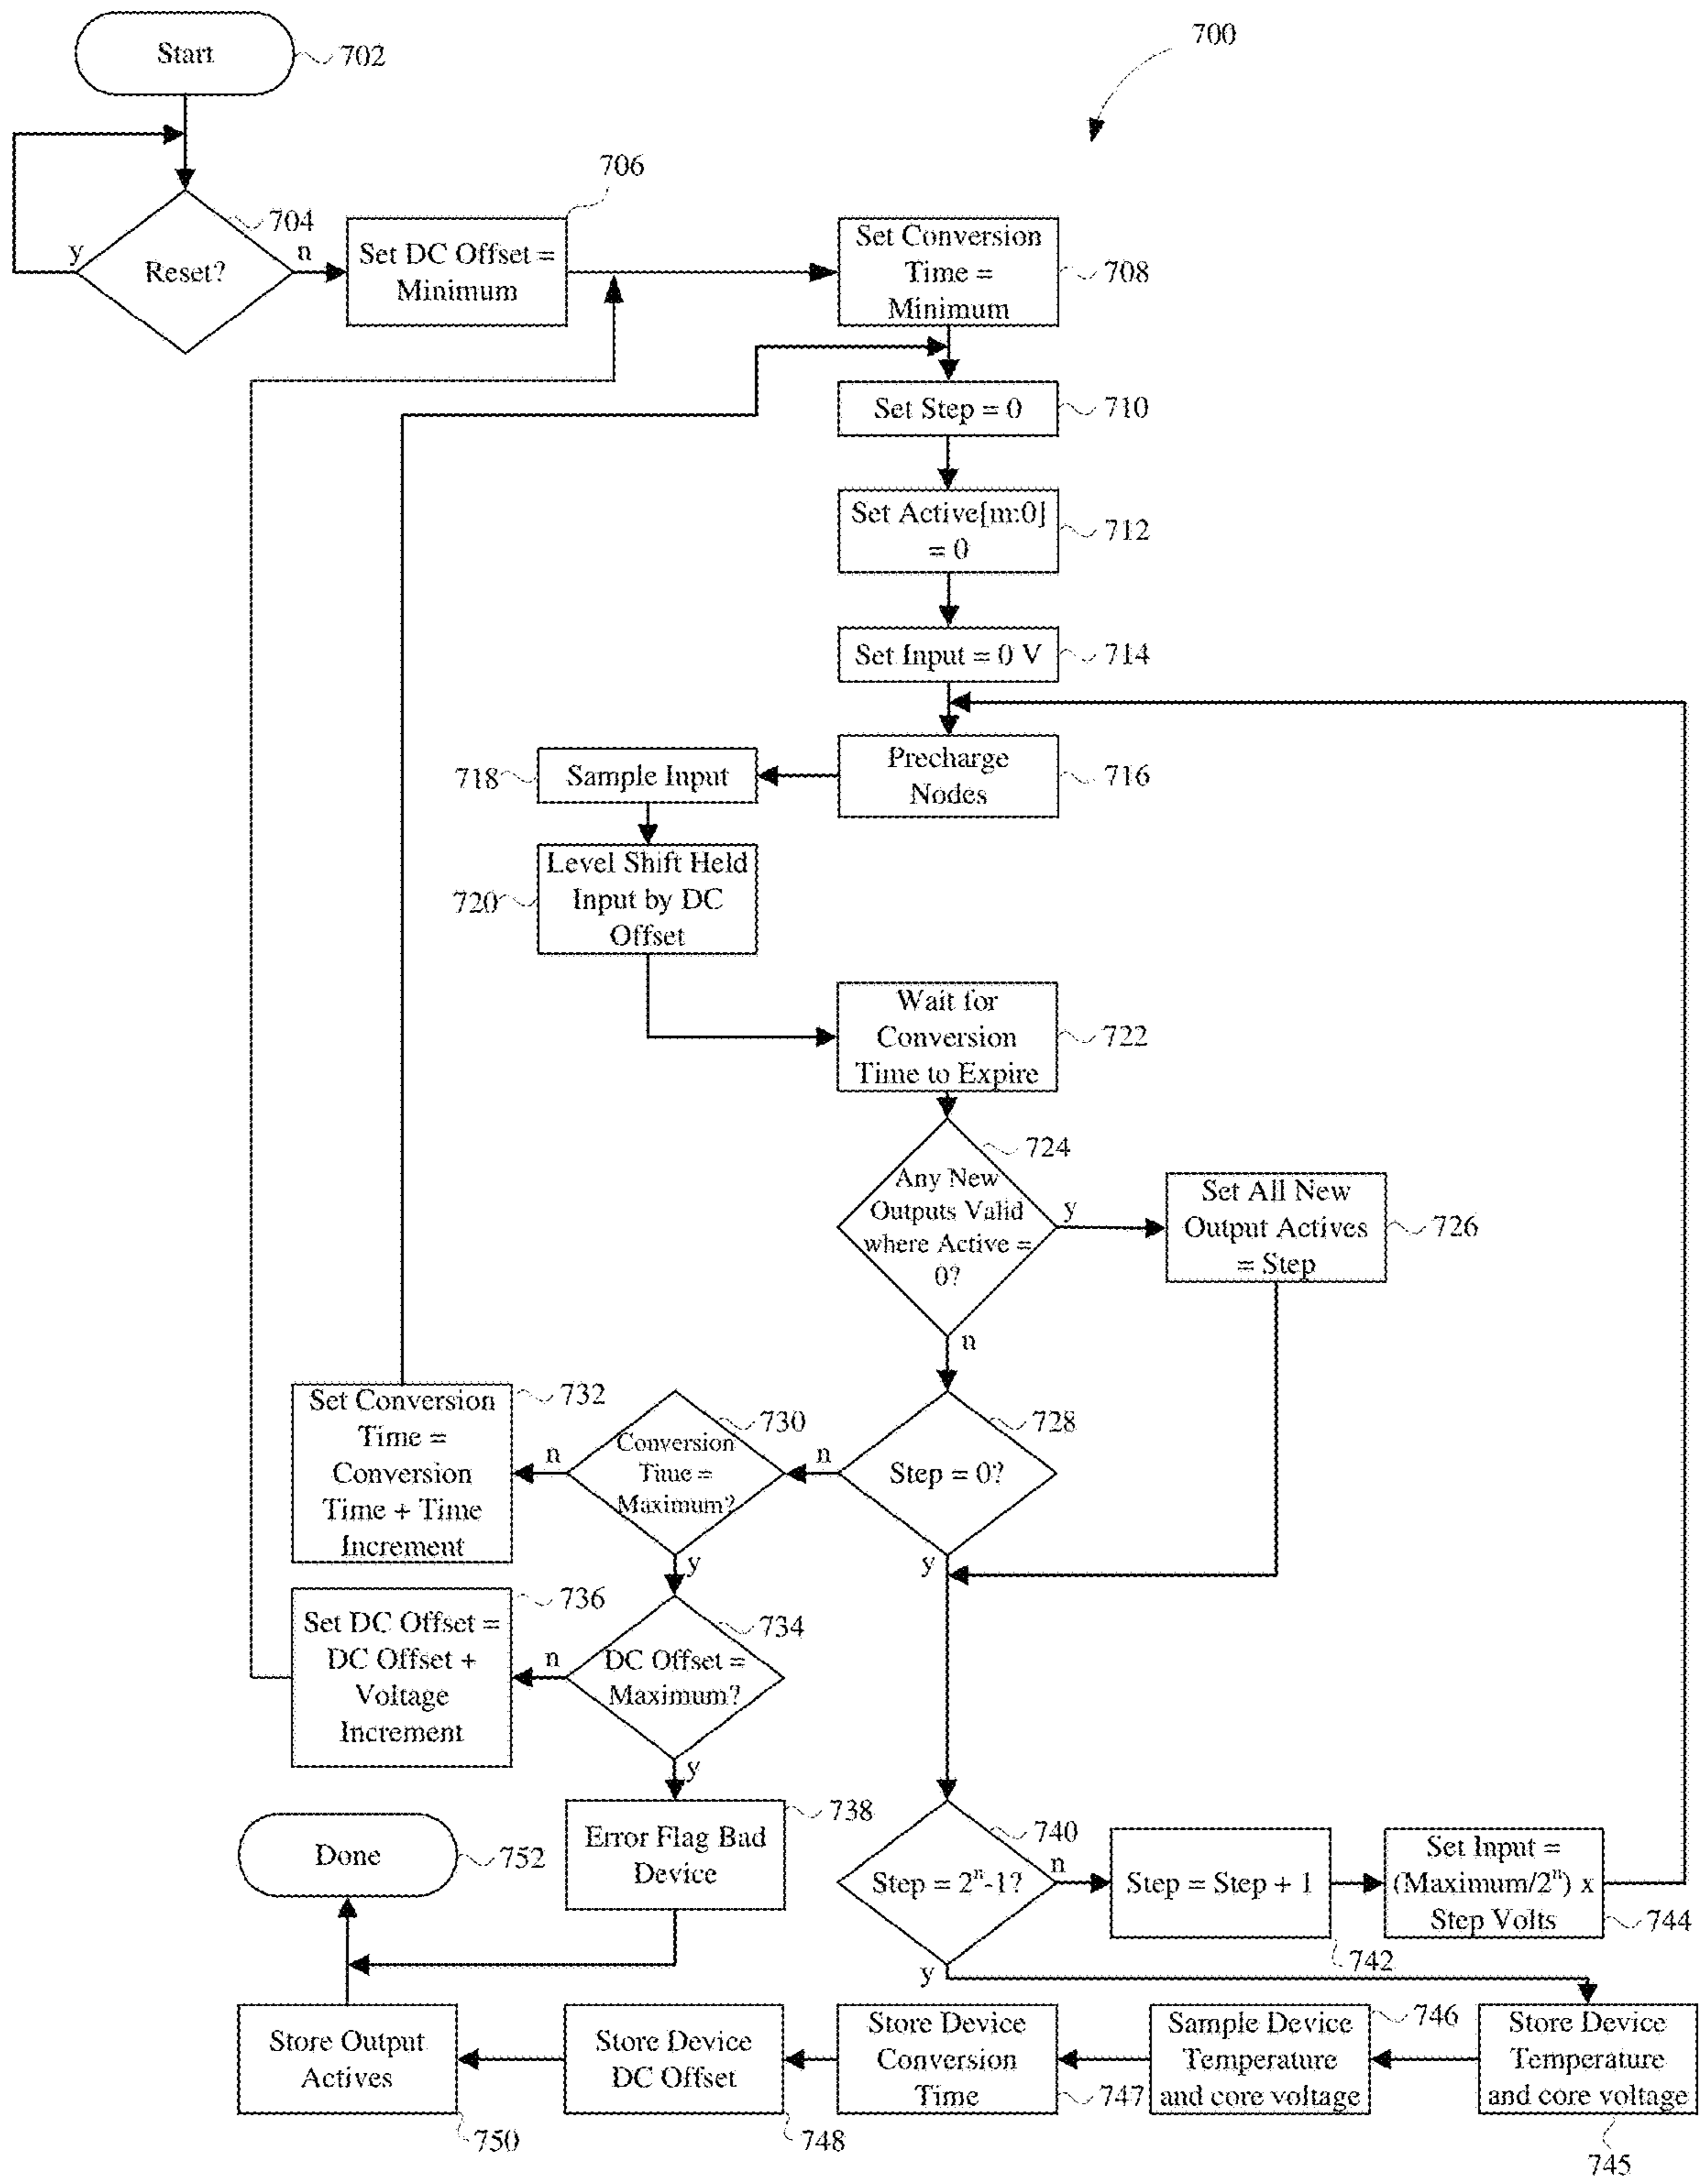 Start
702
700
706
704
y
n
Reset?
Set DC Offset =
Minimum
Set Conversion
Time =
Minimum
708
Set Step = 0
710
Set Active[m:0]
= 0
712
Set Input = 0 V
714
Precharge
Nodes
716
718
Sample Input
Level Shift Held
Input by DC
Offset
720
Wait for
Conversion
Time to Expire
722
724
Any New
Outputs Valid
where Active =
0?
y
n
Set All New
Output Actives
= Step
726
728
Step = 0?
n
y
730
Conversion
Time =
Maximum?
n
y
732
Set Conversion
Time =
Conversion
Time + Time
Increment
734
DC Offset =
Maximum?
n
y
736
Set DC Offset =
DC Offset +
Voltage
Increment
738
Error Flag Bad
Device
Done
752
740
Step = 2ⁿ-1?
n
y
Step = Step + 1
742
Set Input =
(Maximum/2ⁿ) x
Step Volts
744
Store Device
Temperature
and core voltage
745
746
Sample Device
Temperature
and core voltage
Store Device
Conversion
Time
747
Store Device
DC Offset
748
Store Output
Actives
750